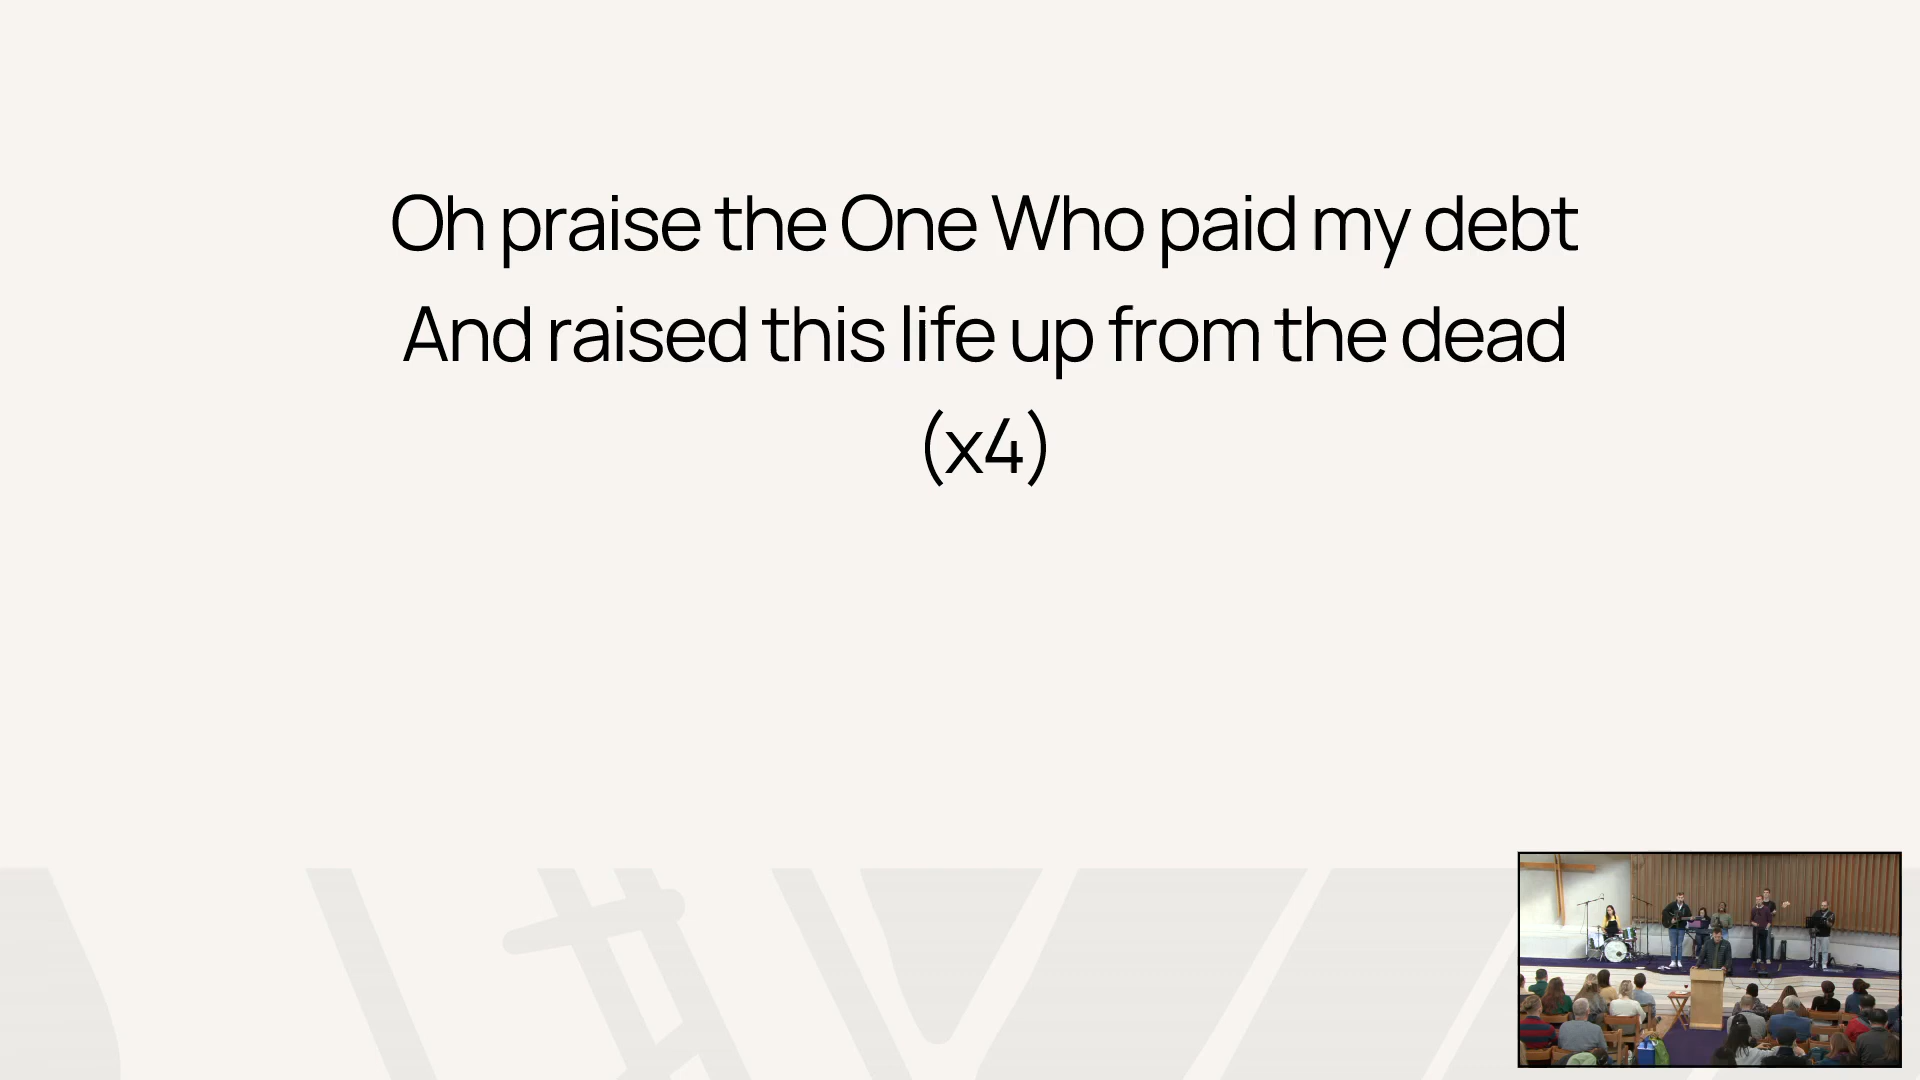 Oh praise the One Who paid my debt
And raised this life up from the dead
(x4)